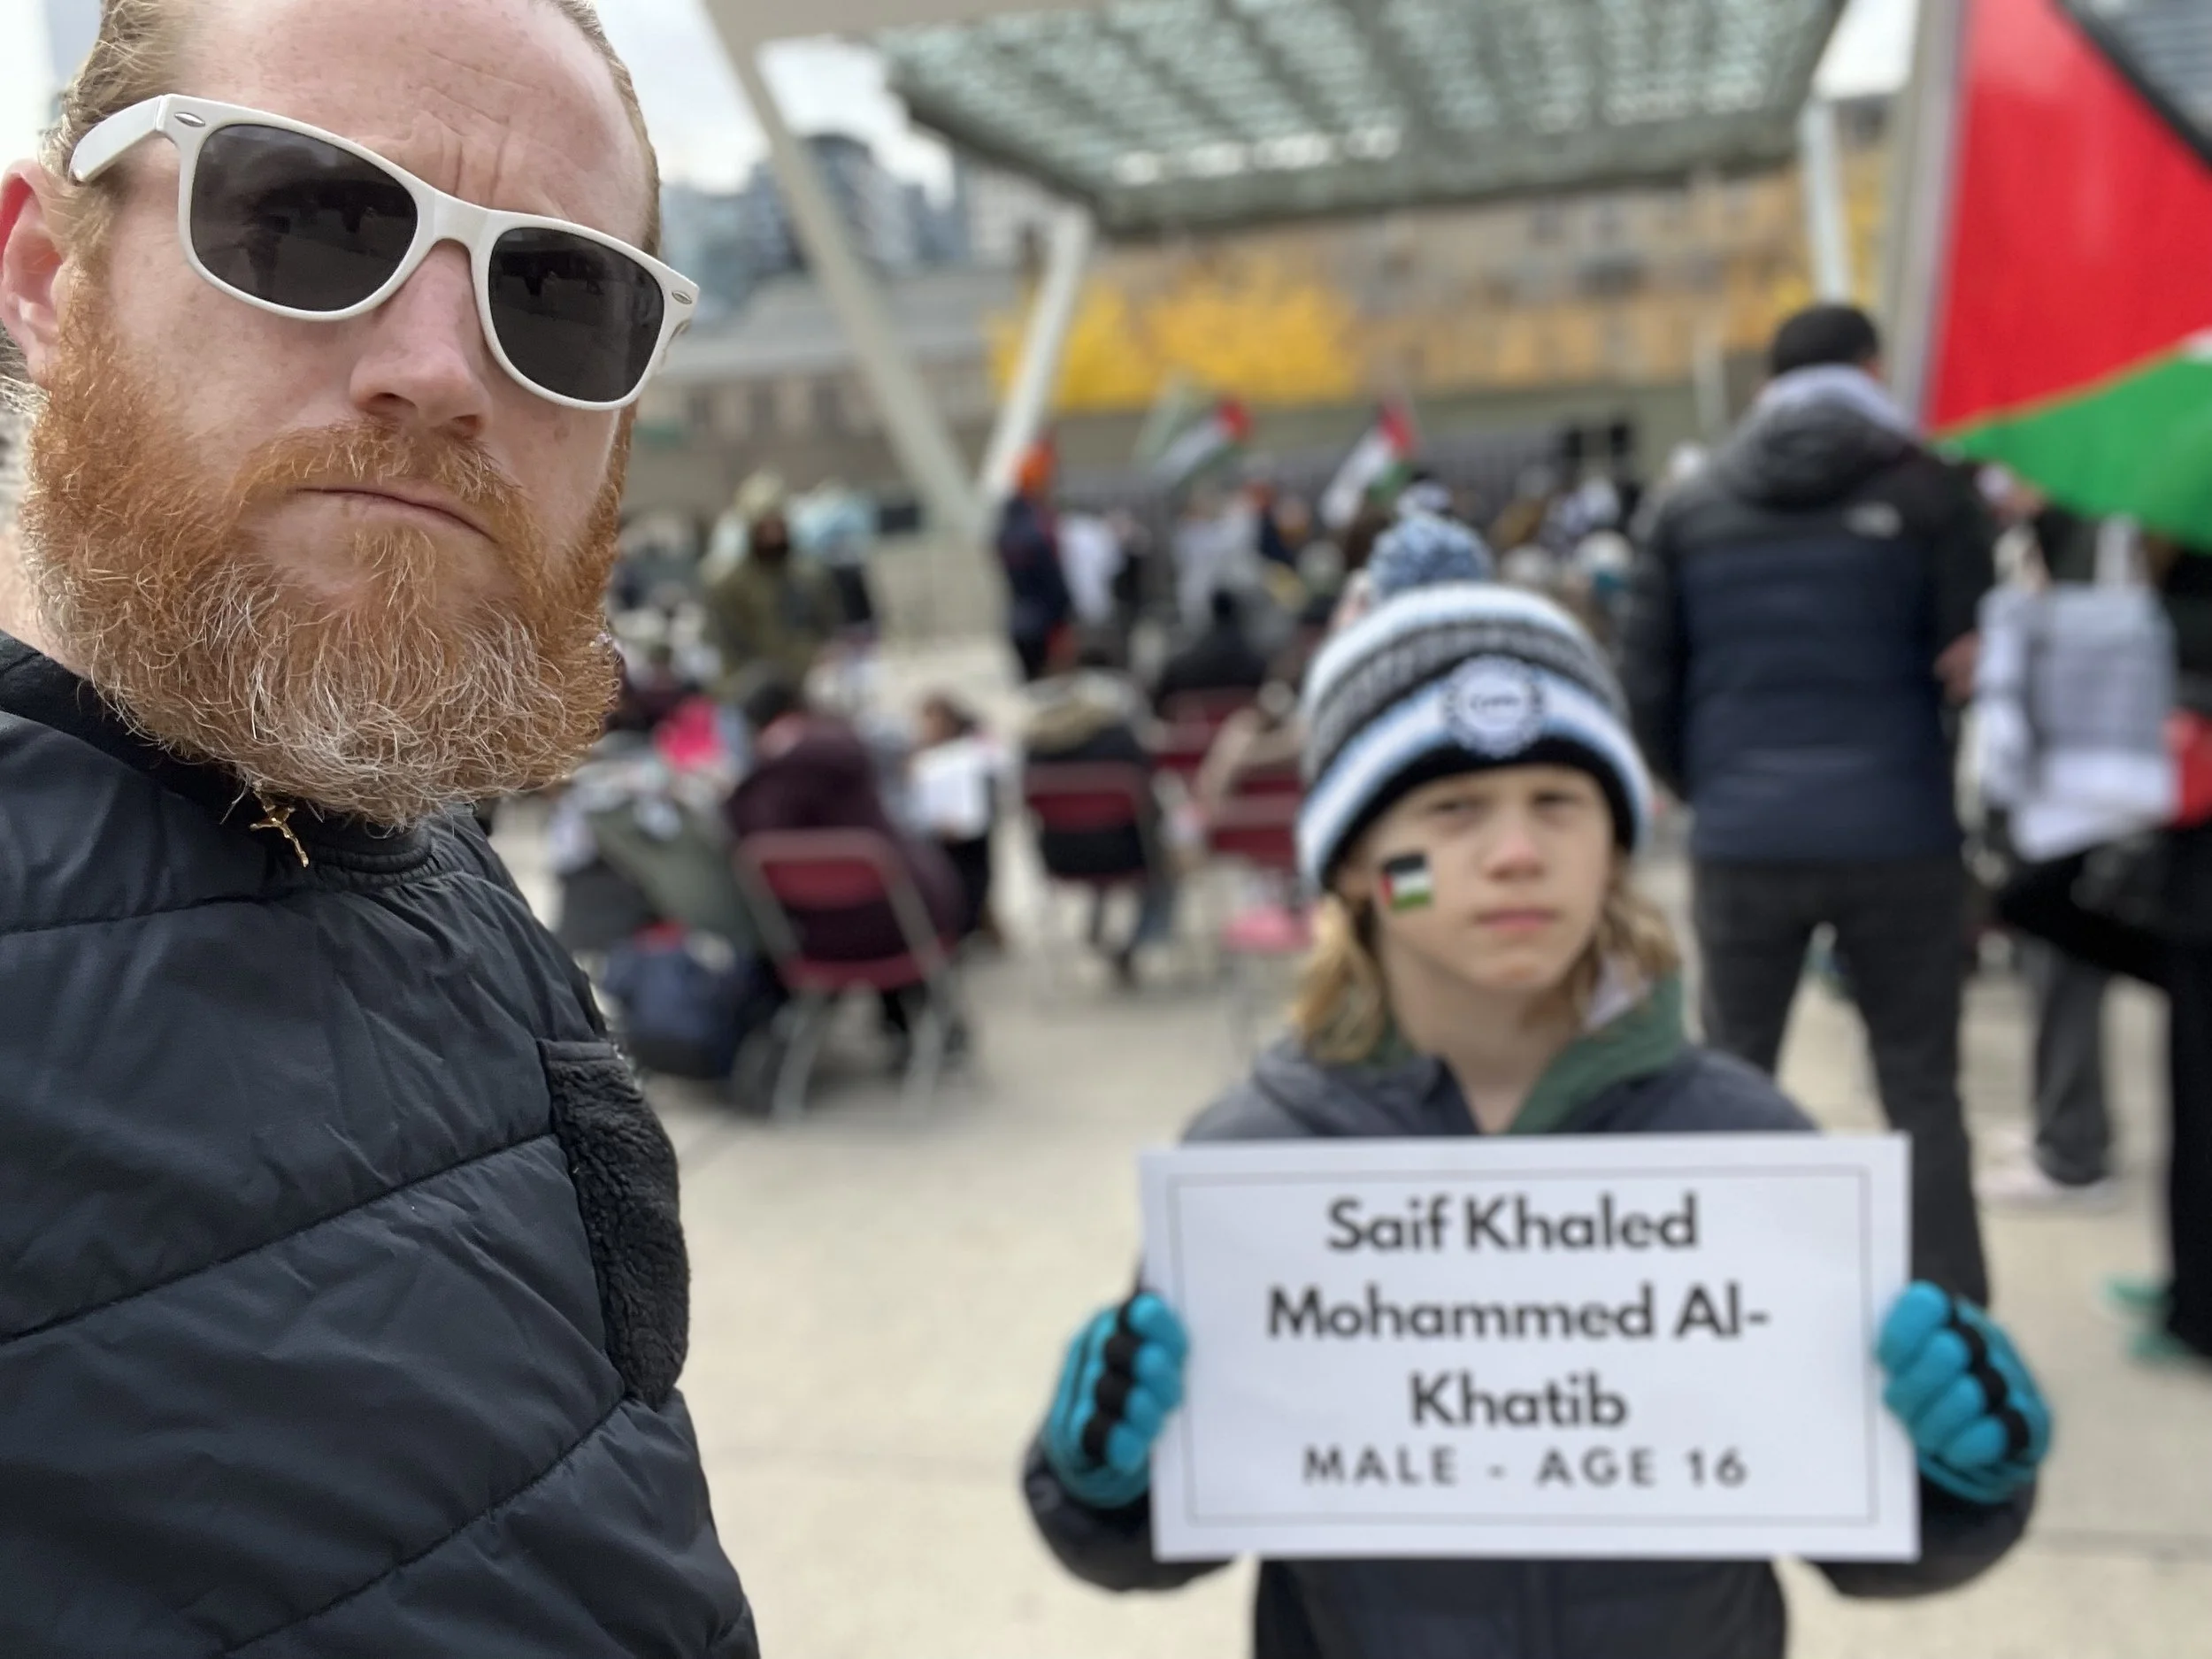 Saif Khaled
Mohammed Al-
Khatib
MALE - AGE 16